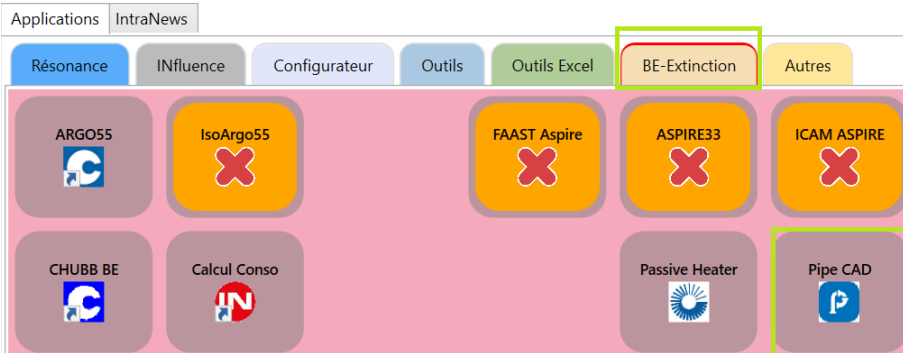 Applications IntraNews
Résonance INfluence Configurateur Outils Outils Excel BE-Extinction Autres
ARGO55 IsoArgo55 FAAST Aspire ASPIRE33 ICAM ASPIRE
CHUBB BE Calcul Conso Passive Heater Pipe CAD
IN